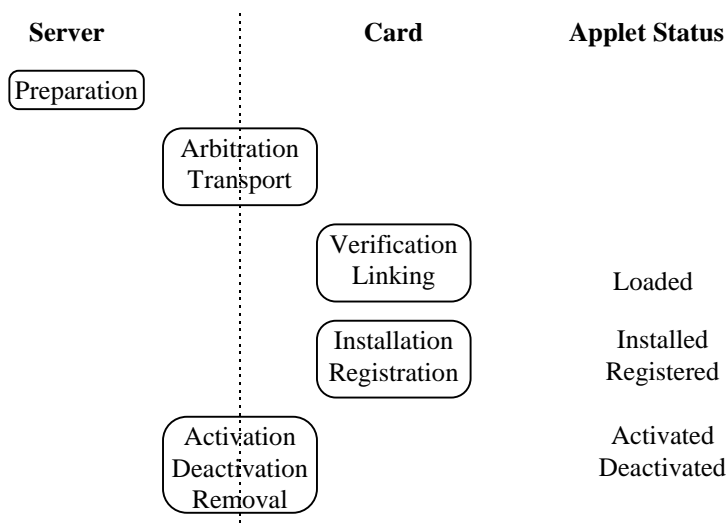 Server Card Applet Status
Preparation
Arbitration
Transport
Verification
Linking Loaded
Installation Installed
Registration Registered
Activation Activated
Deactivation Deactivated
Removal